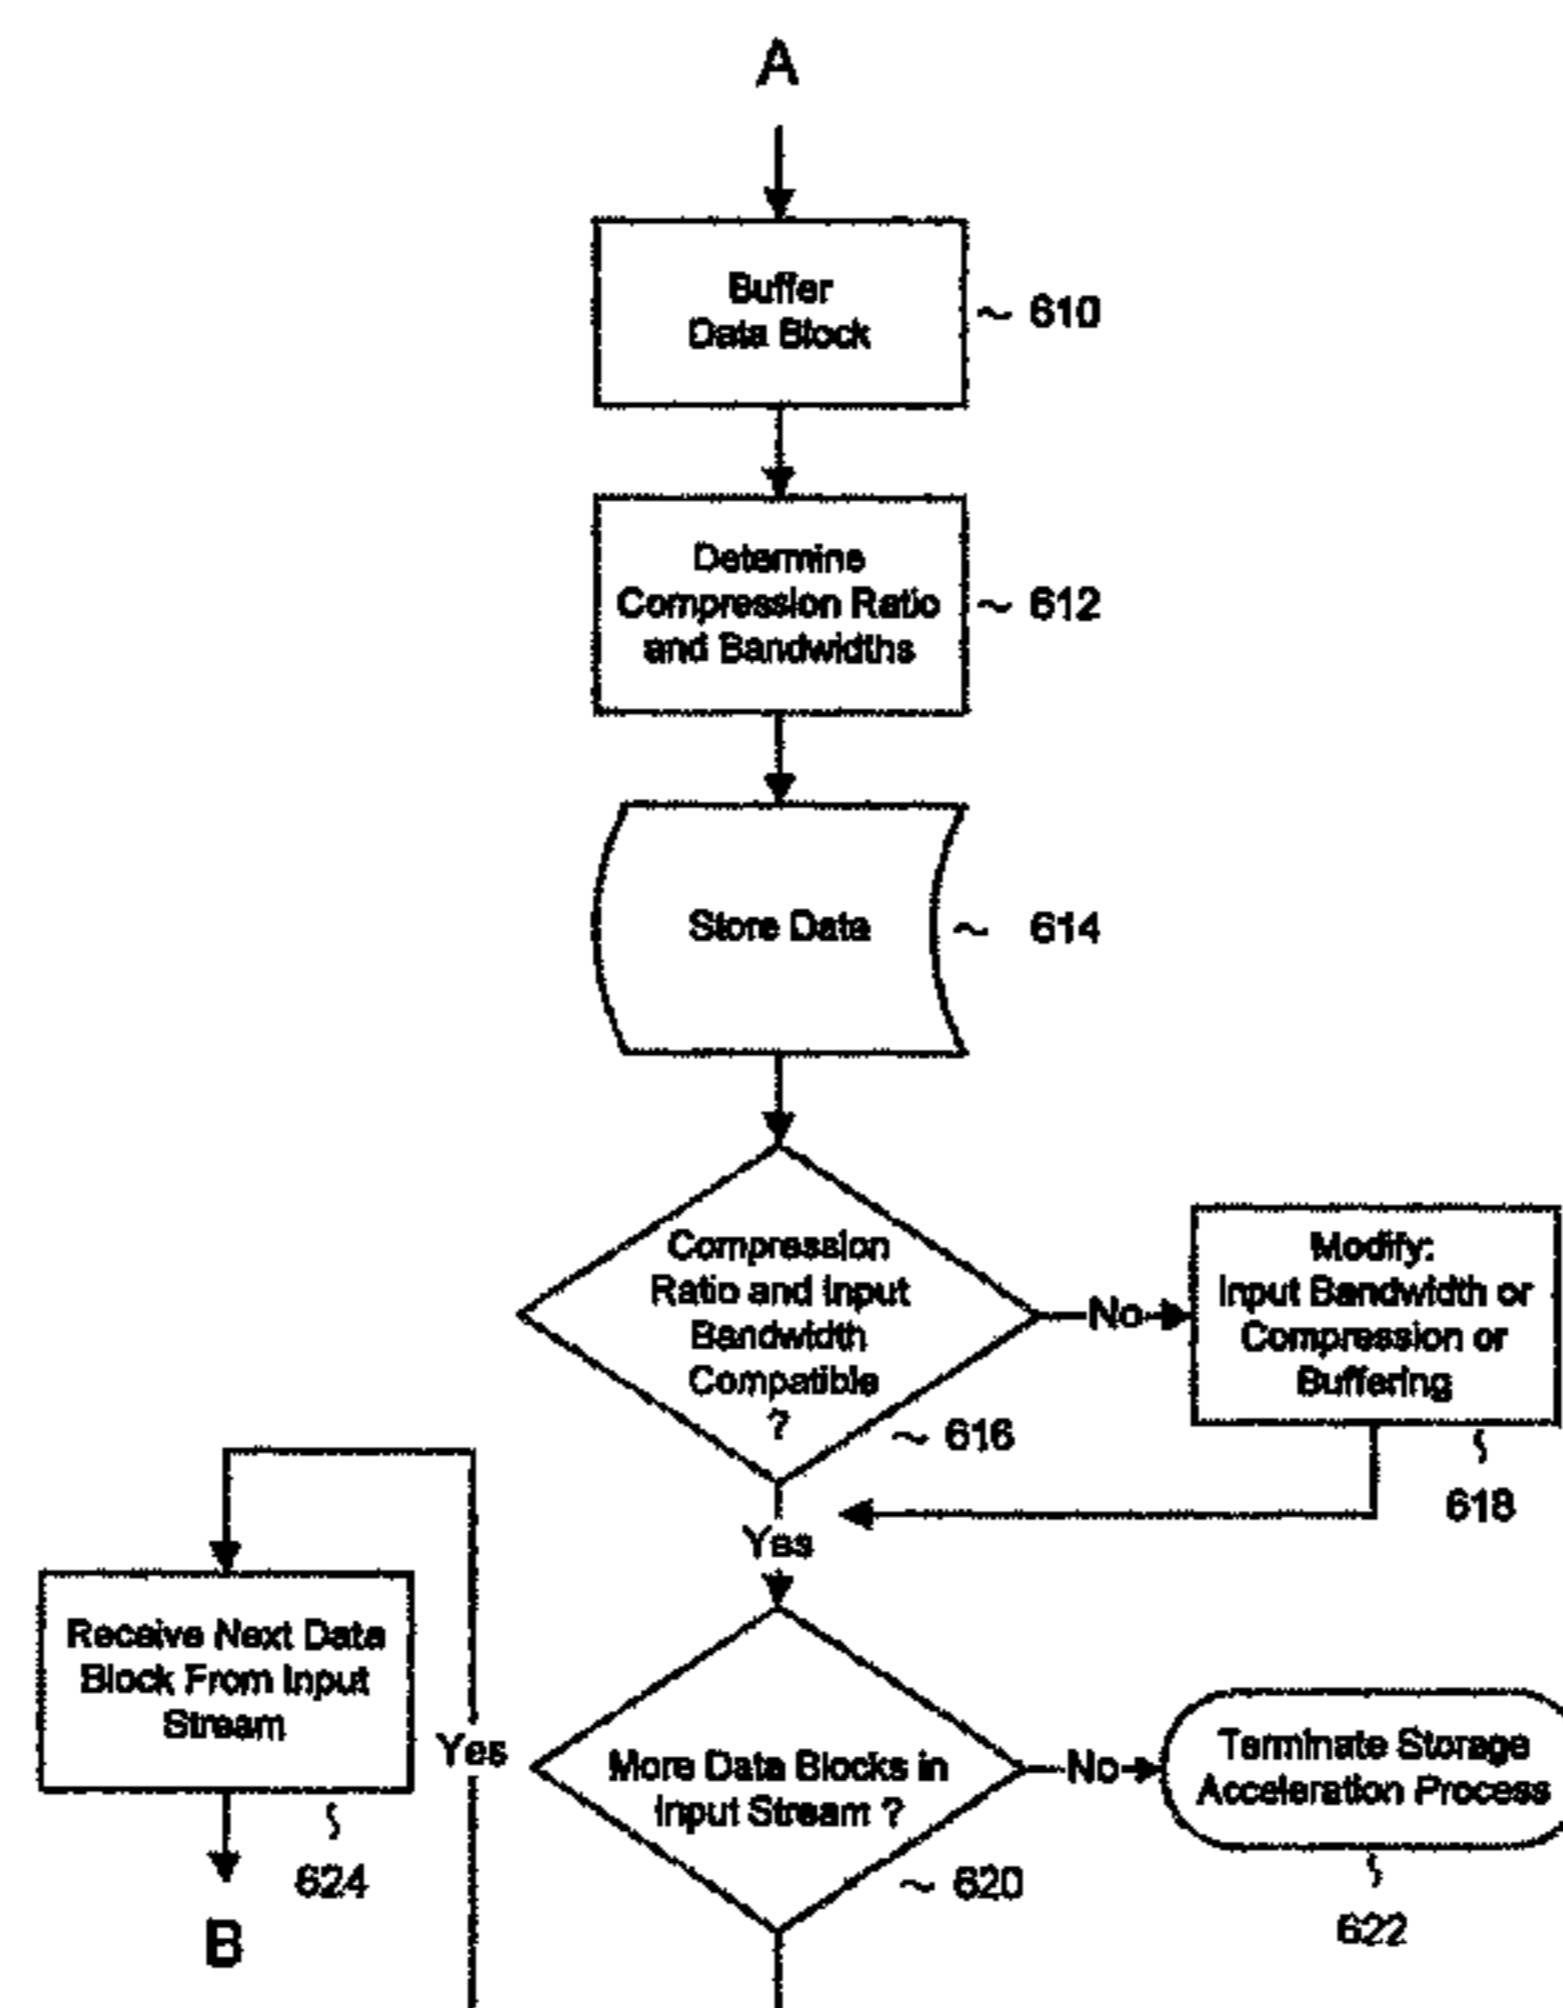 A
Buffer
Data Block
~ 610
Determine
Compression Ratio
and Bandwidths
~ 612
Store Data
~ 614
Compression
Ratio and Input
Bandwidth
Compatible
?
~ 616
No
Modify:
Input Bandwidth or
Compression or
Buffering
618
Yes
Receive Next Data
Block From Input
Stream
624
B
Yes
More Data Blocks in
Input Stream ?
~ 620
No
Terminate Storage
Acceleration Process
622